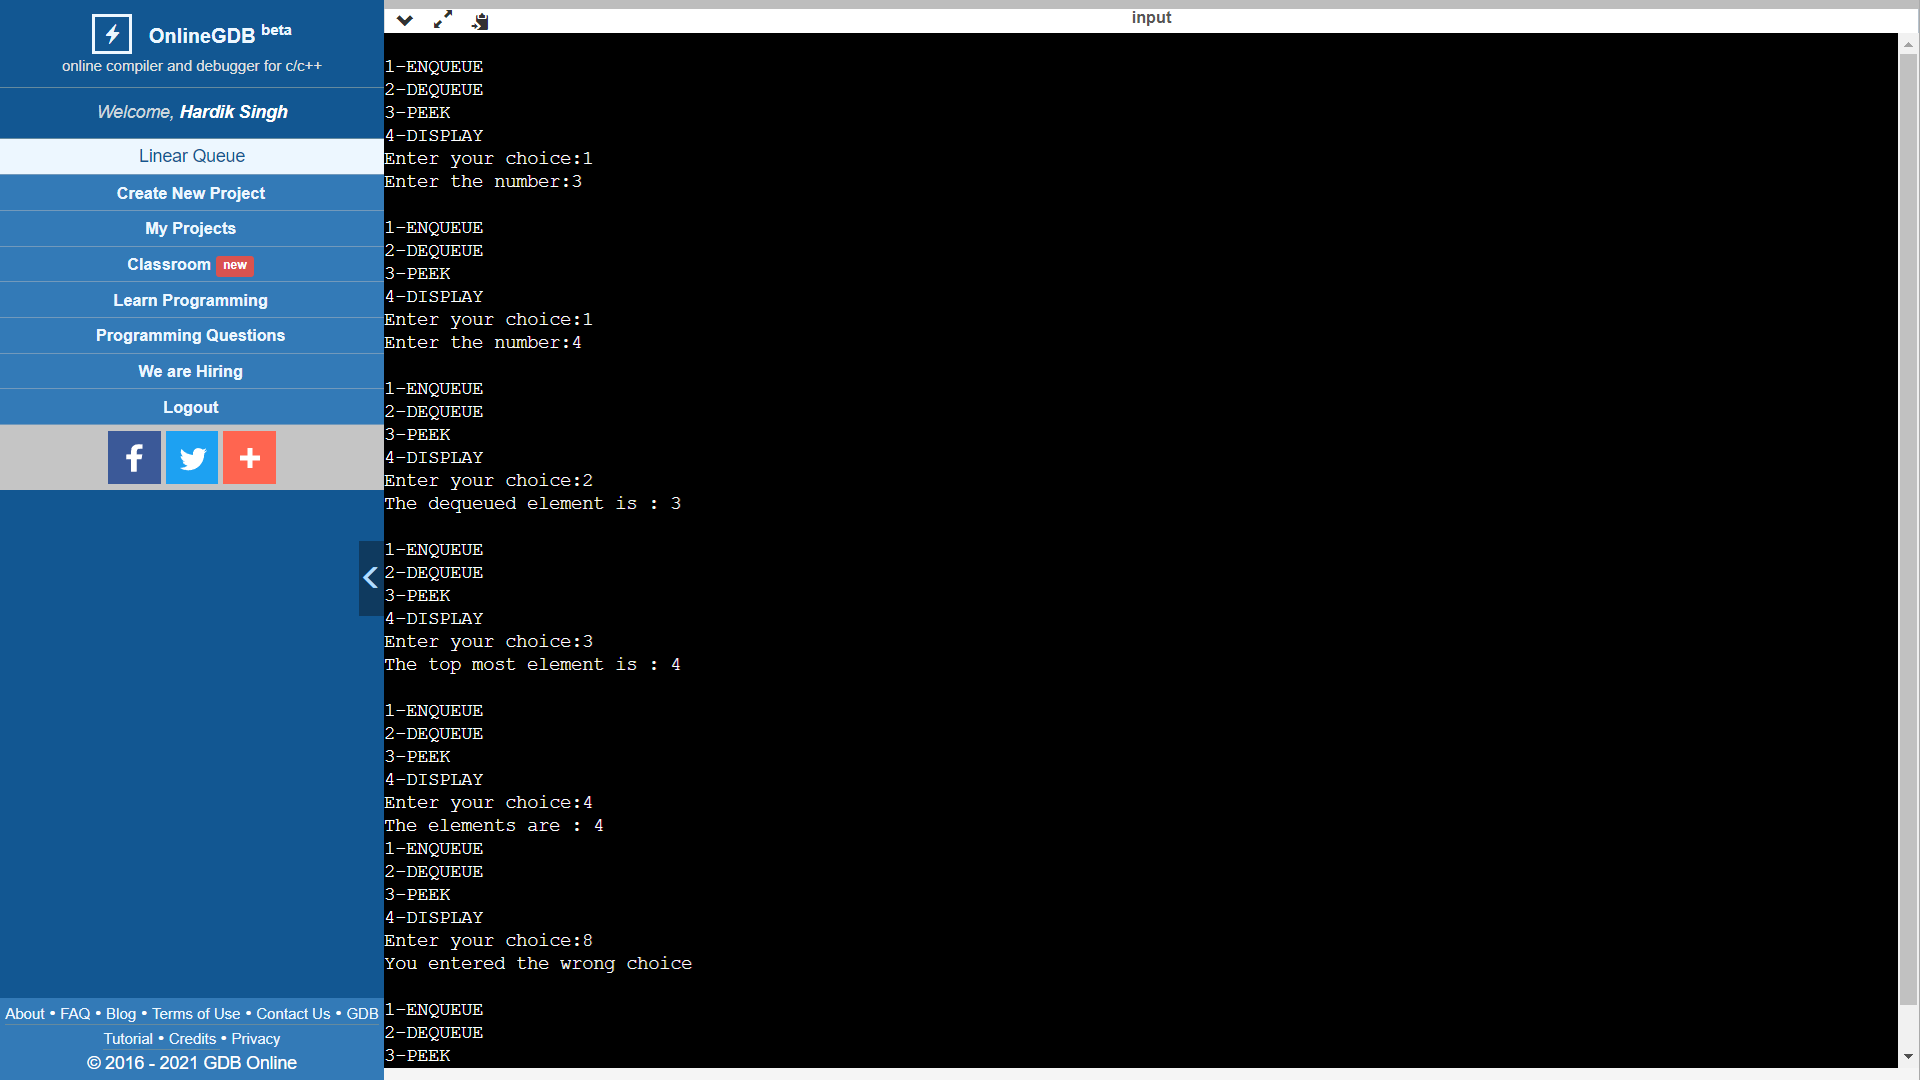 OnlineGDB beta
online compiler and debugger for c/c++
Welcome, Hardik Singh
Linear Queue
Create New Project
My Projects
Classroom new
Learn Programming
Programming Questions
We are Hiring
Logout
About • FAQ • Blog • Terms of Use • Contact Us • GDB
Tutorial • Credits • Privacy
© 2016 - 2021 GDB Online
input
1-ENQUEUE
2-DEQUEUE
3-PEEK
4-DISPLAY
Enter your choice:1
Enter the number:3
1-ENQUEUE
2-DEQUEUE
3-PEEK
4-DISPLAY
Enter your choice:1
Enter the number:4
1-ENQUEUE
2-DEQUEUE
3-PEEK
4-DISPLAY
Enter your choice:2
The dequeued element is : 3
1-ENQUEUE
2-DEQUEUE
3-PEEK
4-DISPLAY
Enter your choice:3
The top most element is : 4
1-ENQUEUE
2-DEQUEUE
3-PEEK
4-DISPLAY
Enter your choice:4
The elements are : 4
1-ENQUEUE
2-DEQUEUE
3-PEEK
4-DISPLAY
Enter your choice:8
You entered the wrong choice
1-ENQUEUE
2-DEQUEUE
3-PEEK